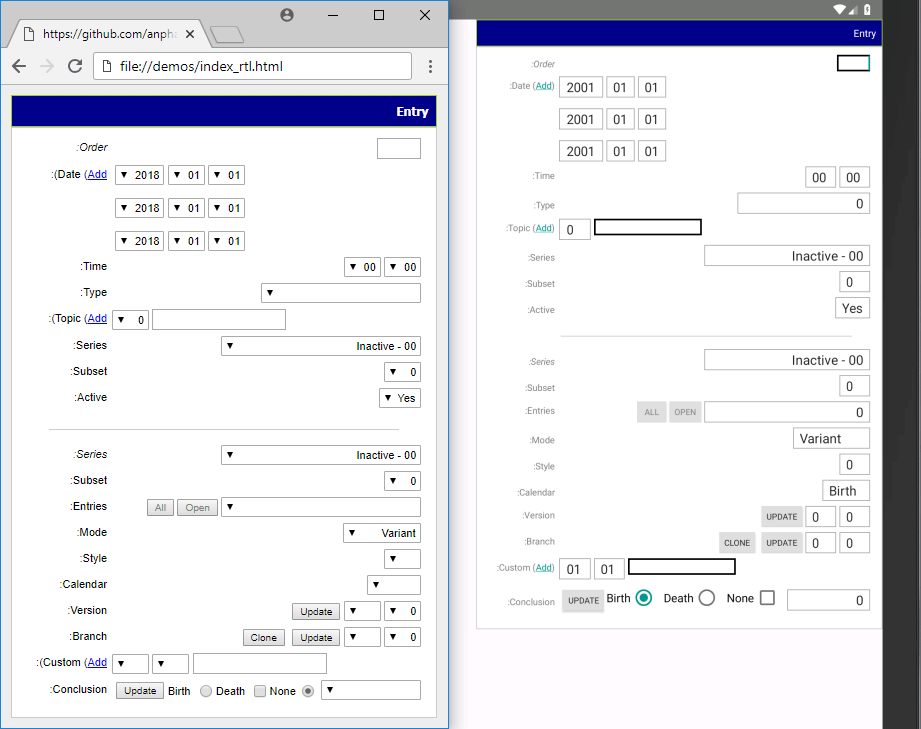 https://github.com/anpha
file://demos/index_rtl.html
Entry
:Order
:(Date (Add ▼ 2018 ▼ 01 ▼ 01
▼ 2018 ▼ 01 ▼ 01
▼ 2018 ▼ 01 ▼ 01
:Time ▼ 00 ▼ 00
:Type ▼
:(Topic (Add ▼ 0
:Series ▼ Inactive - 00
:Subset ▼ 0
:Active ▼ Yes
:Series ▼ Inactive - 00
:Subset ▼ 0
:Entries All Open ▼
:Mode ▼ Variant
:Style ▼
:Calendar ▼
:Version Update ▼ ▼ 0
:Branch Clone Update ▼ ▼ 0
:(Custom (Add ▼ ▼
:Conclusion Update Birth Death None ▼
Entry
:Order
:Date (Add) 2001 01 01
2001 01 01
2001 01 01
:Time 00 00
:Type 0
:Topic (Add) 0
:Series Inactive - 00
:Subset 0
:Active Yes
:Series Inactive - 00
:Subset 0
:Entries ALL OPEN 0
:Mode Variant
:Style 0
:Calendar Birth
:Version UPDATE 0 0
:Branch CLONE UPDATE 0 0
:Custom (Add) 01 01
:Conclusion UPDATE Birth Death None 0